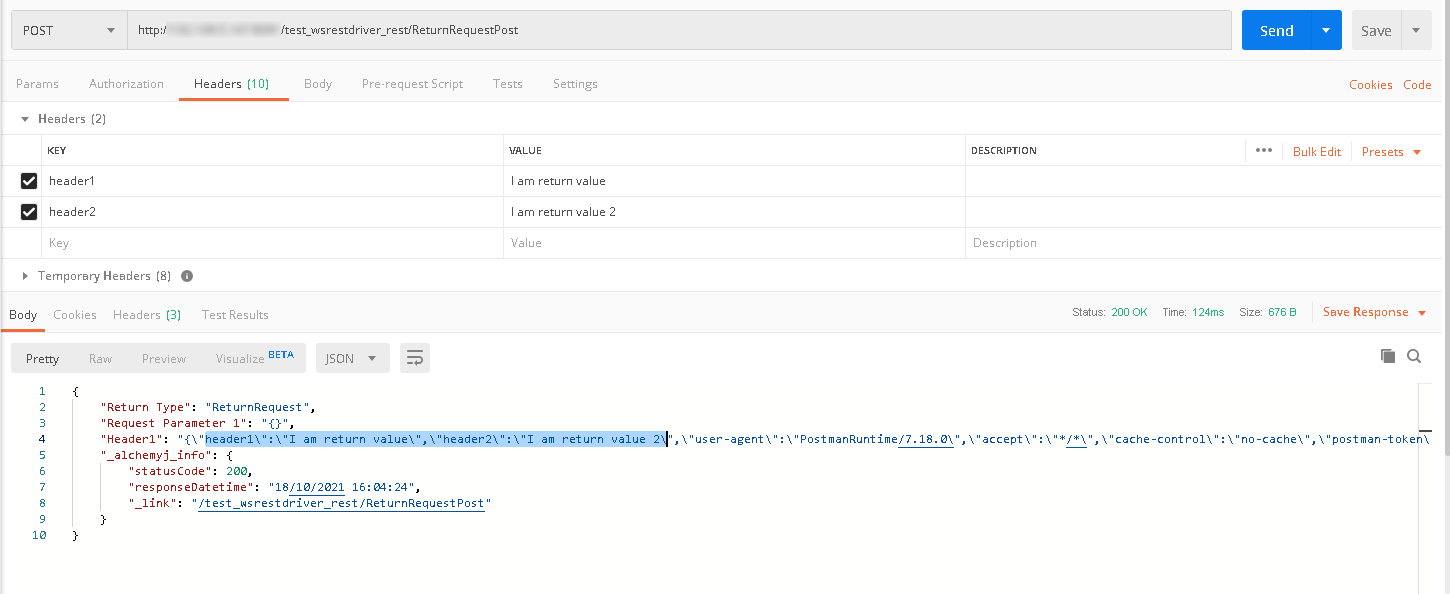 POST http:/ /test_wsrestdriver_rest/ReturnRequestPost Send Save
Params Authorization Headers (10) Body Pre-request Script Tests Settings Cookies Code
Headers (2)
KEY VALUE DESCRIPTION ••• Bulk Edit Presets
header1 I am return value
header2 I am return value 2
Key Value Description
Temporary Headers (8) i
Body Cookies Headers (3) Test Results Status: 200 OK Time: 124ms Size: 676 B Save Response
Pretty Raw Preview Visualize BETA JSON
1 {
2 "Return Type": "ReturnRequest",
3 "Request Parameter 1": "{}",
4 "Header1": "{\"header1\":\"I am return value\",\"header2\":\"I am return value 2\",\"user-agent\":\"PostmanRuntime/7.18.0\",\"accept\":\"*/*\",\"cache-control\":\"no-cache\",\"postman-token\
5 "_alchemyj_info": {
6 "statusCode": 200,
7 "responseDatetime": "18/10/2021 16:04:24",
8 "_link": "/test_wsrestdriver_rest/ReturnRequestPost"
9 }
10 }